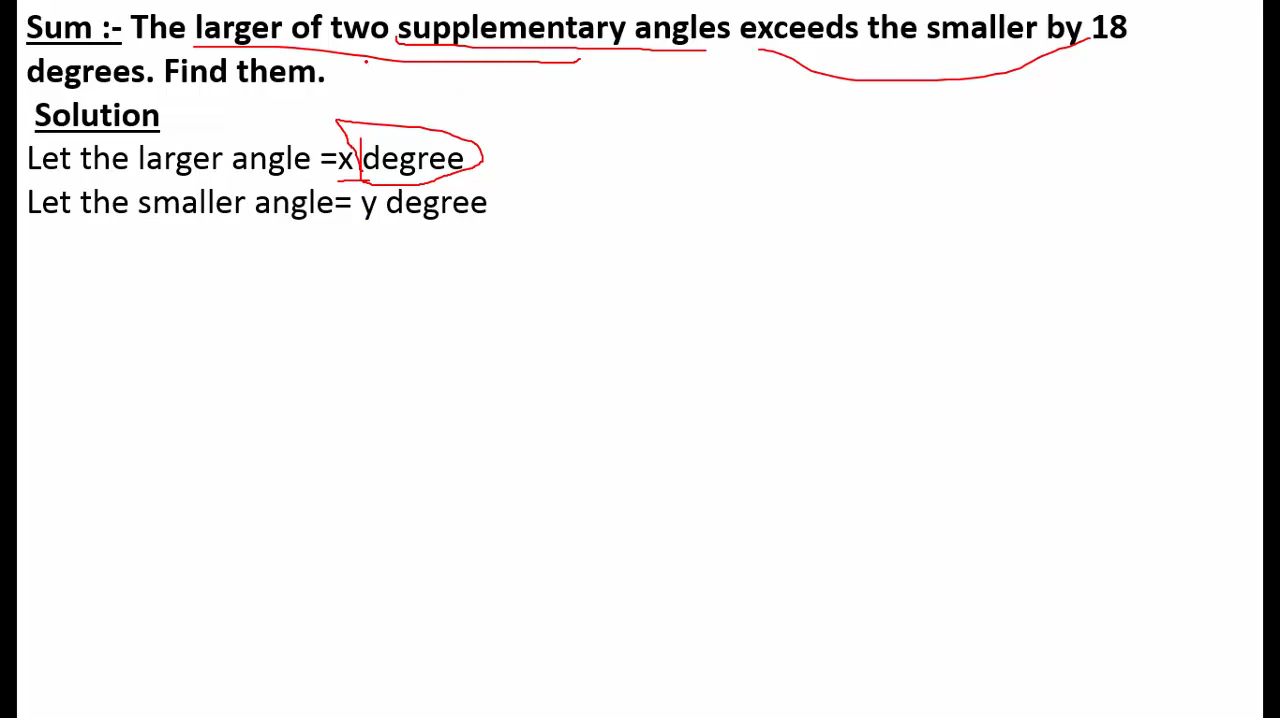 Sum :- The larger of two supplementary angles exceeds the smaller by 18
degrees. Find them.
Solution
Let the larger angle =x degree
Let the smaller angle= y degree